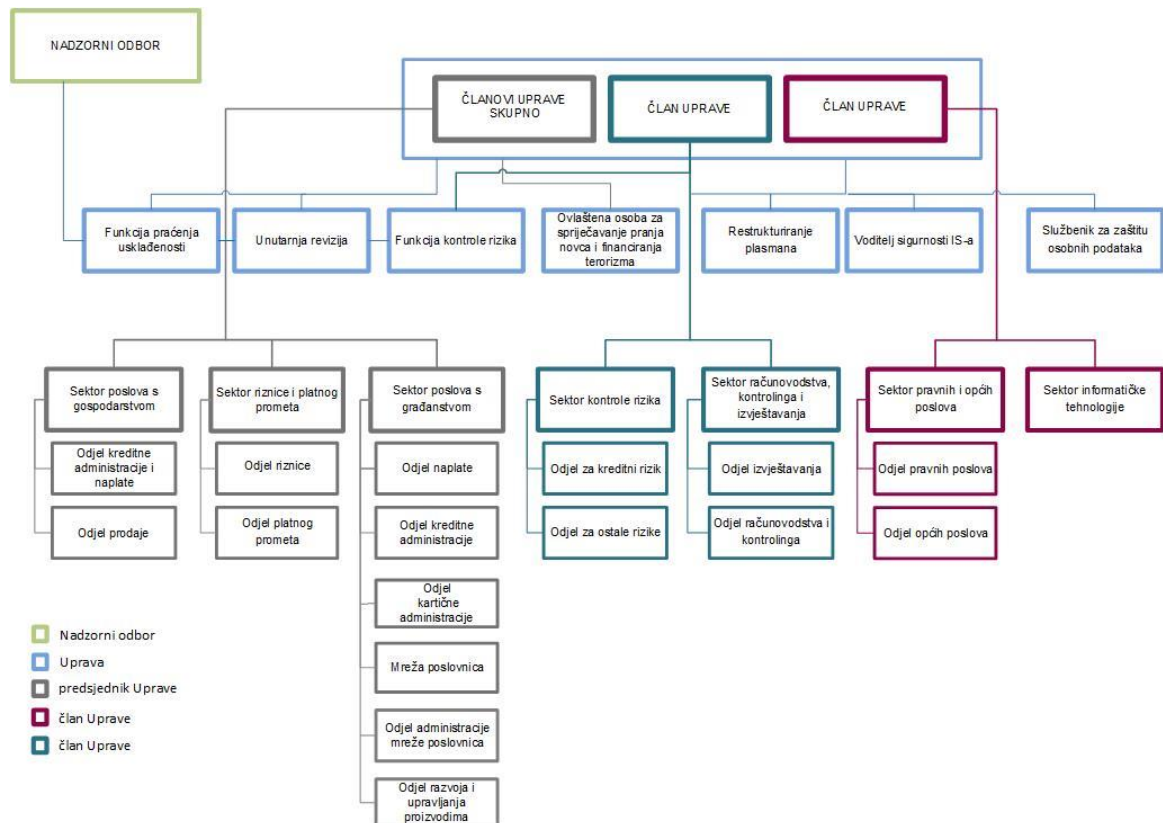 NADZORNI ODBOR
ČLANOVI UPRAVE
SKUPNO
ČLAN UPRAVE
ČLAN UPRAVE
Funkcija praćenja
usklađenosti
Unutarnja revizija
Funkcija kontrole rizika
Ovlaštena osoba za
spriječavanje pranja
novca i financiranja
terorizma
Restrukturiranje
plasmana
Voditelj sigurnosti IS-a
Službenik za zaštitu
osobnih podataka
Sektor poslova s
gospodarstvom
Sektor riznice i platnog
prometa
Sektor poslova s
građanstvom
Sektor kontrole rizika
Sektor računovodstva,
kontrolinga i
izvještavanja
Sektor pravnih i općih
poslova
Sektor informatičke
tehnologije
Odjel kreditne
administracije i
naplate
Odjel riznice
Odjel naplate
Odjel za kreditni rizik
Odjel izvještavanja
Odjel pravnih poslova
Odjel prodaje
Odjel platnog
prometa
Odjel kreditne
administracije
Odjel za ostale rizike
Odjel računovodstva i
kontrolinga
Odjel općih poslova
Odjel
kartične
administracije
Mreža poslovnica
Odjel administracije
mreže poslovnica
Odjel razvoja i
upravljanja
proizvodima
Nadzorni odbor
Uprava
predsjednik Uprave
član Uprave
član Uprave